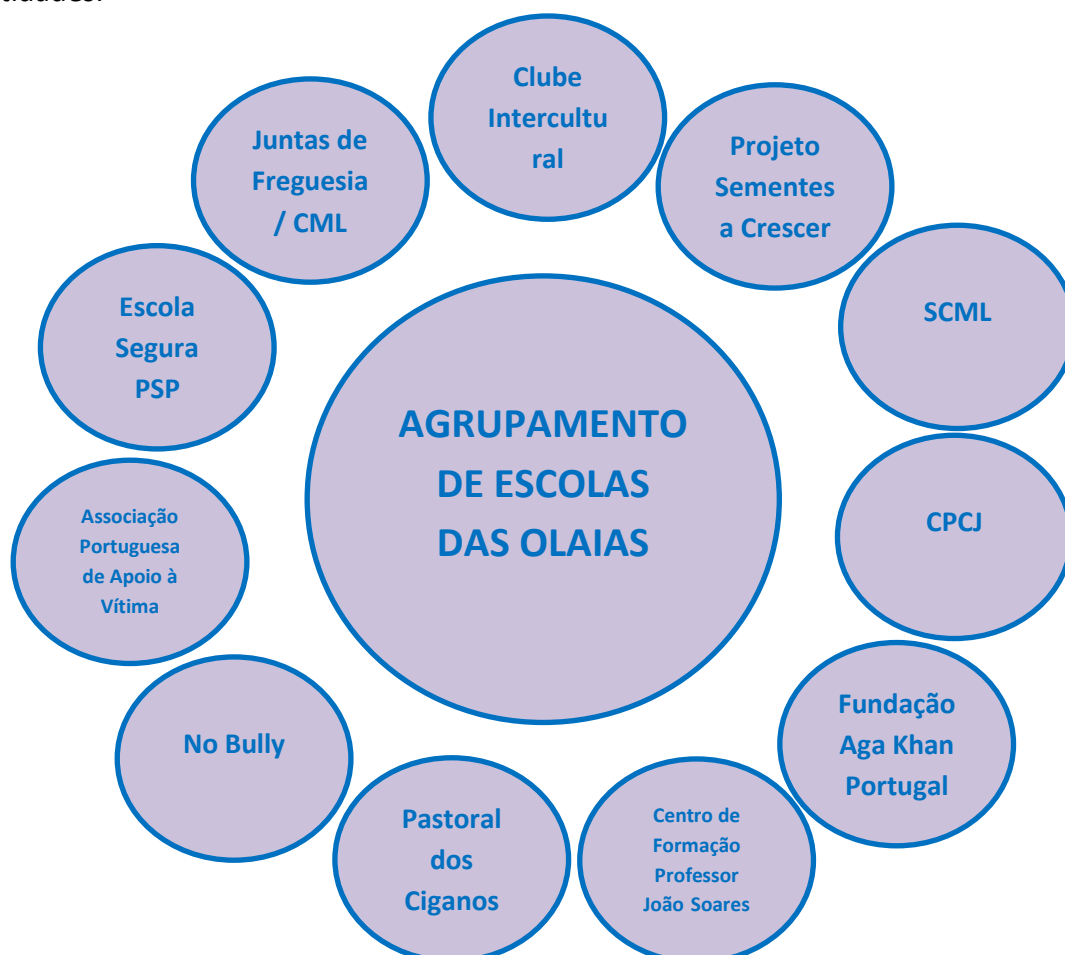 Clube
Intercultu
ral
Projeto
Sementes
a Crescer
SCML
CPCJ
Fundação
Aga Khan
Portugal
Centro de
Formação
Professor
João Soares
Pastoral
dos
Ciganos
No Bully
Associação
Portuguesa
de Apoio à
Vítima
Escola
Segura
PSP
Juntas de
Freguesia
/ CML
AGRUPAMENTO
DE ESCOLAS
DAS OLAIAS